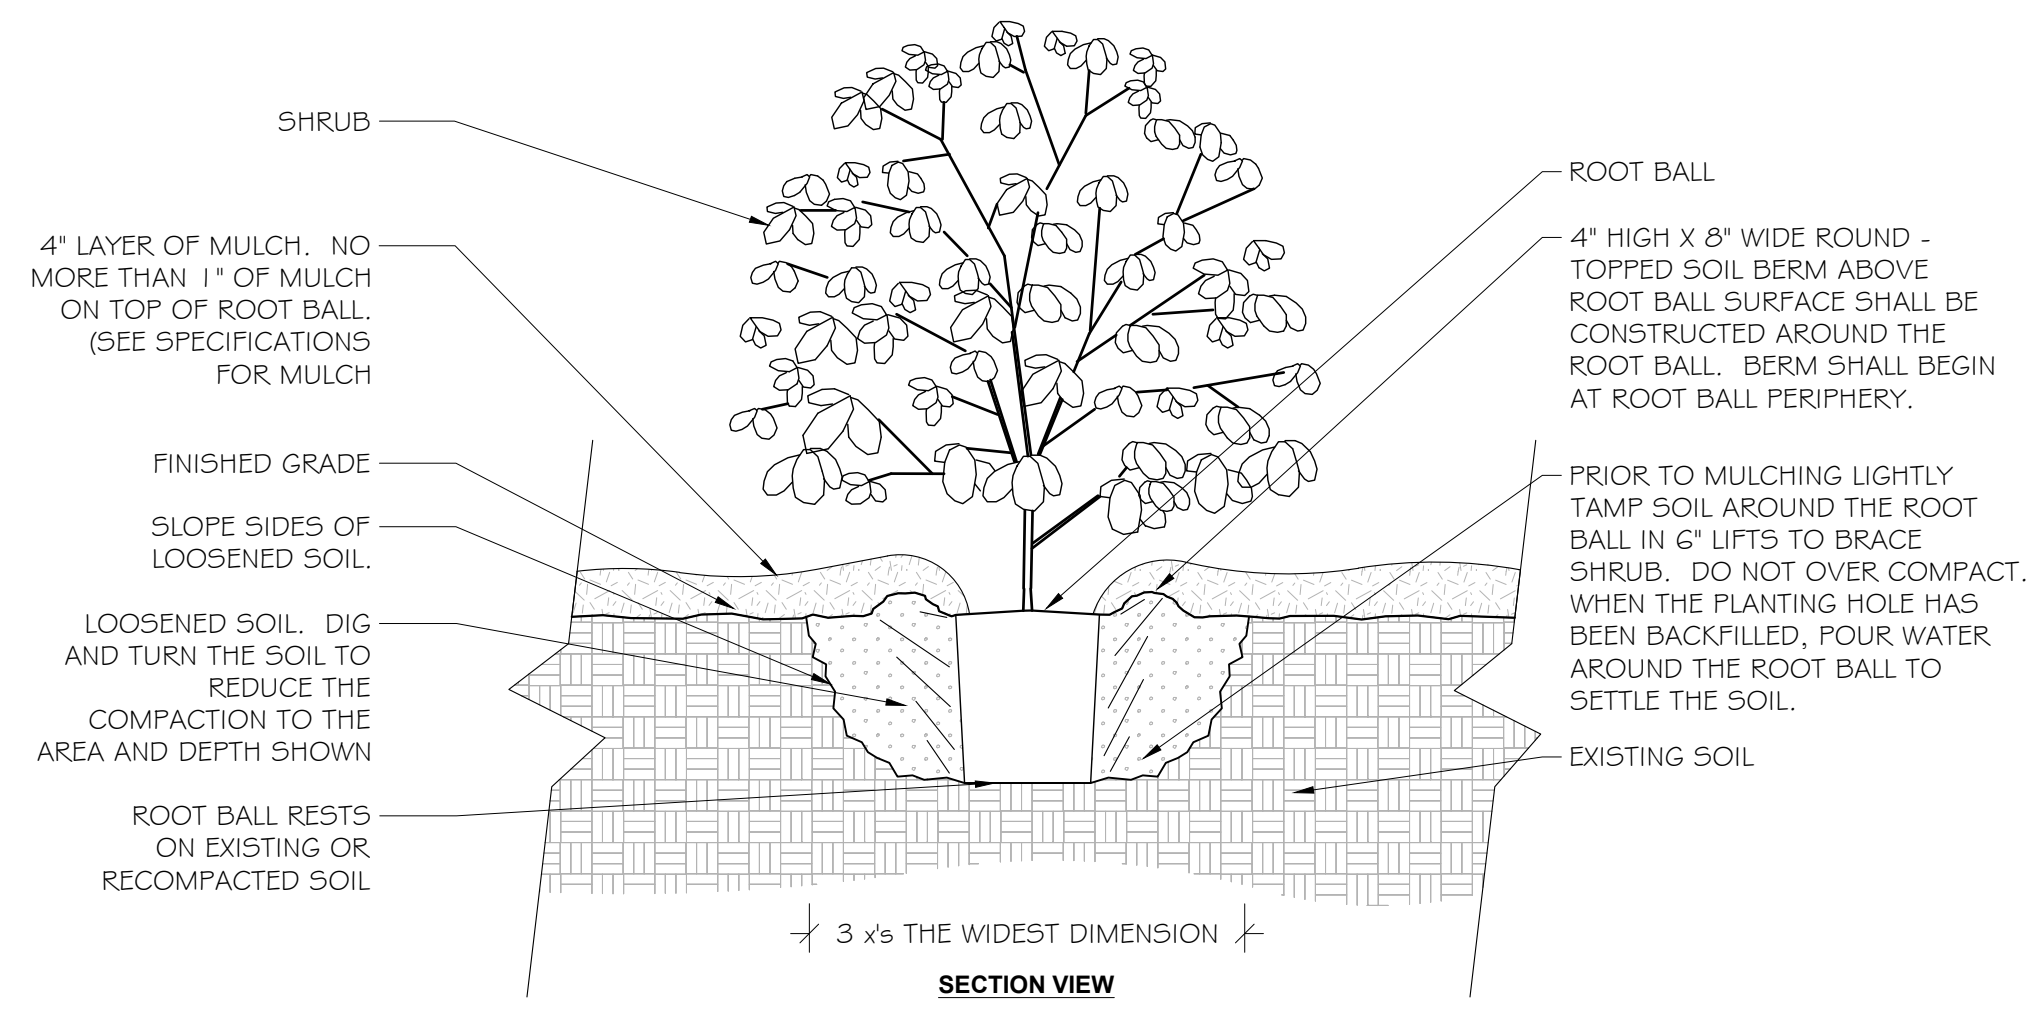 SHRUB
4" LAYER OF MULCH. NO
MORE THAN 1" OF MULCH
ON TOP OF ROOT BALL.
(SEE SPECIFICATIONS
FOR MULCH
FINISHED GRADE
SLOPE SIDES OF
LOOSENED SOIL.
LOOSENED SOIL. DIG
AND TURN THE SOIL TO
REDUCE THE
COMPACTION TO THE
AREA AND DEPTH SHOWN
ROOT BALL RESTS
ON EXISTING OR
RECOMPACTED SOIL
ROOT BALL
4" HIGH X 8" WIDE ROUND -
TOPPED SOIL BERM ABOVE
ROOT BALL SURFACE SHALL BE
CONSTRUCTED AROUND THE
ROOT BALL. BERM SHALL BEGIN
AT ROOT BALL PERIPHERY.
PRIOR TO MULCHING LIGHTLY
TAMP SOIL AROUND THE ROOT
BALL IN 6" LIFTS TO BRACE
SHRUB. DO NOT OVER COMPACT.
WHEN THE PLANTING HOLE HAS
BEEN BACKFILLED, POUR WATER
AROUND THE ROOT BALL TO
SETTLE THE SOIL.
EXISTING SOIL
3 x's THE WIDEST DIMENSION
SECTION VIEW